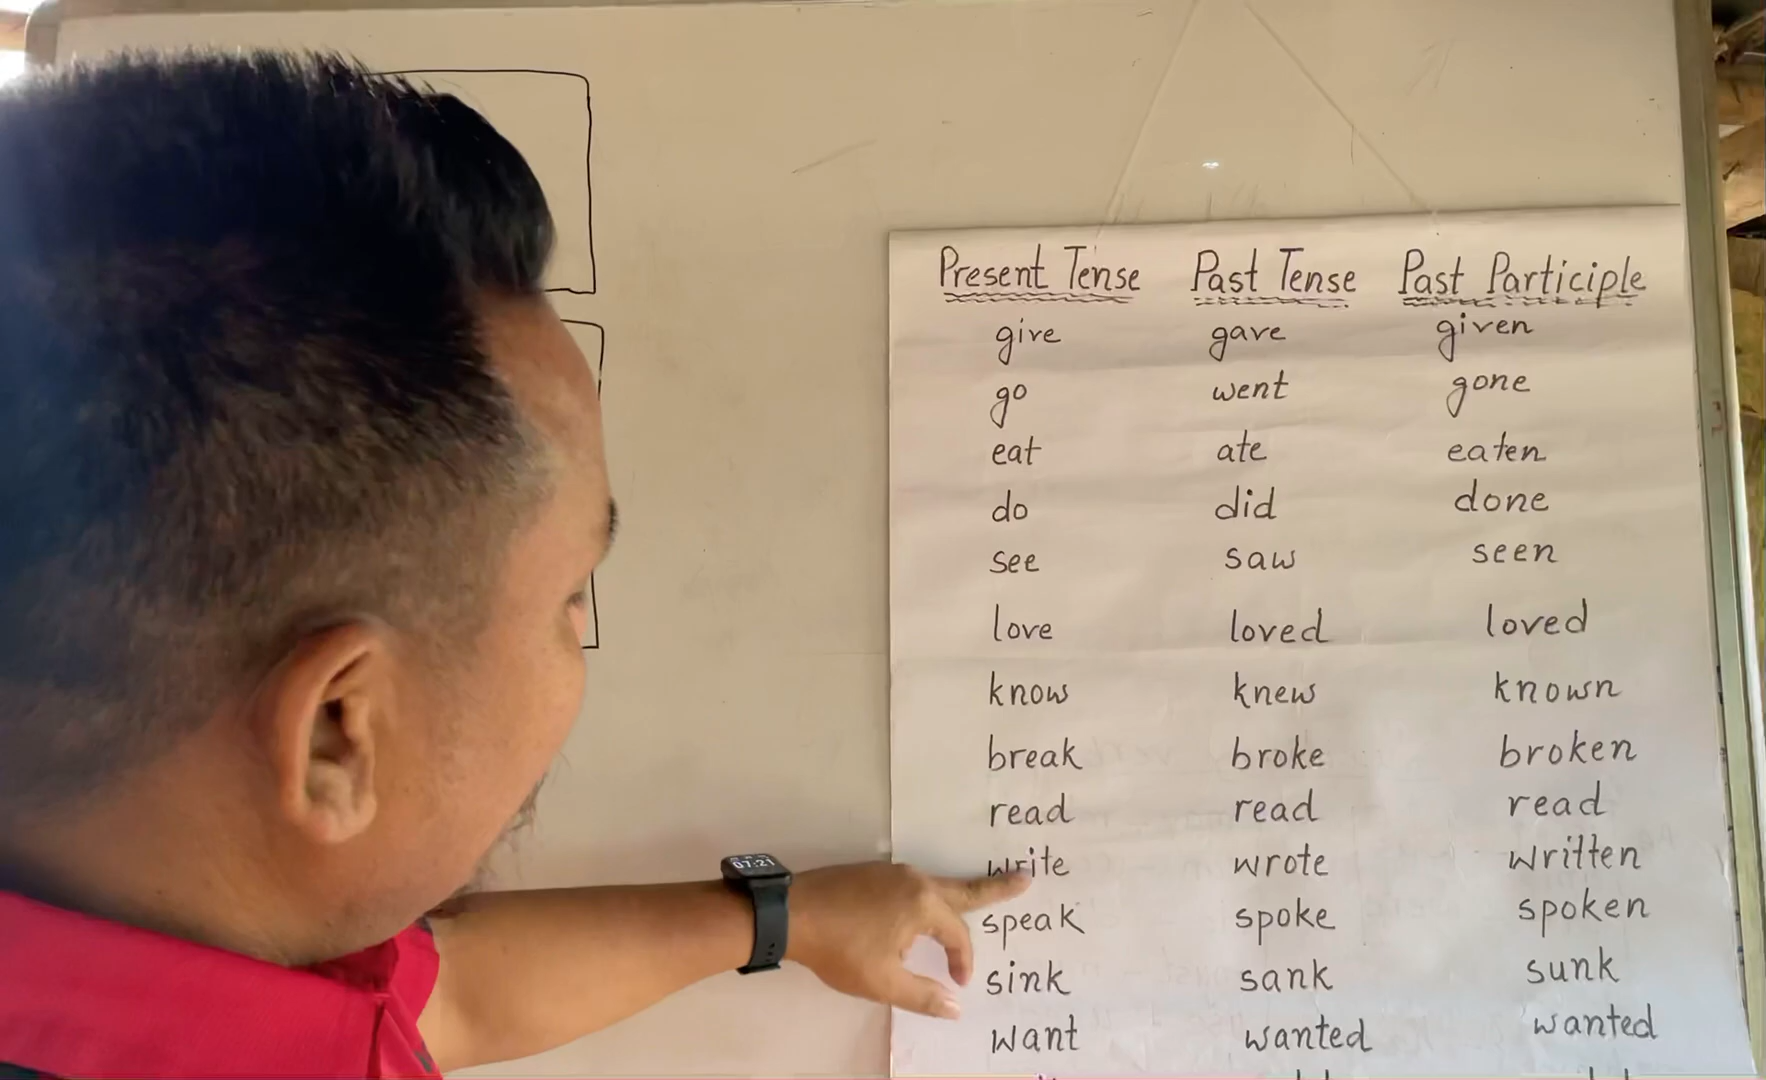 Present Tense Past Tense Past Participle
give gave given
go went gone
eat ate eaten
do did done
see saw seen
love loved loved
know knew known
break broke broken
read read read
write wrote written
speak spoke spoken
sink sank sunk
want wanted wanted
07:21